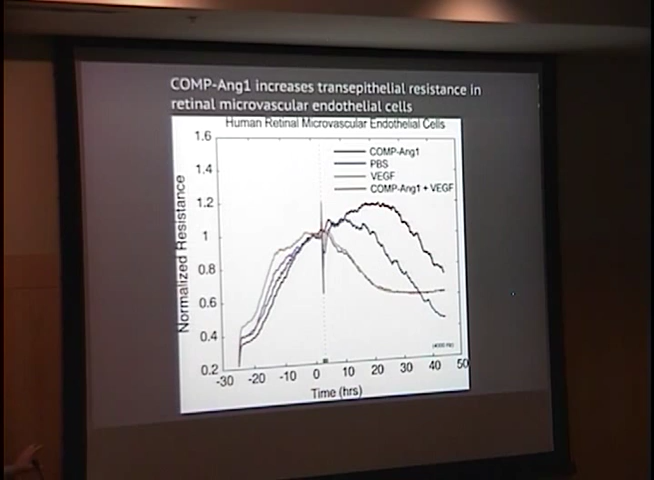 COMP-Ang1 increases transepithelial resistance in
retinal microvascular endothelial cells
Human Retinal Microvascular Endothelial Cells
1.6
1.4
1.2
1
0.8
0.6
0.4
0.2
Normalized Resistance
COMP-Ang1
PBS
VEGF
COMP-Ang1 + VEGF
(4000 Hz)
-30 -20 -10 0 10 20 30 40 50
Time (hrs)